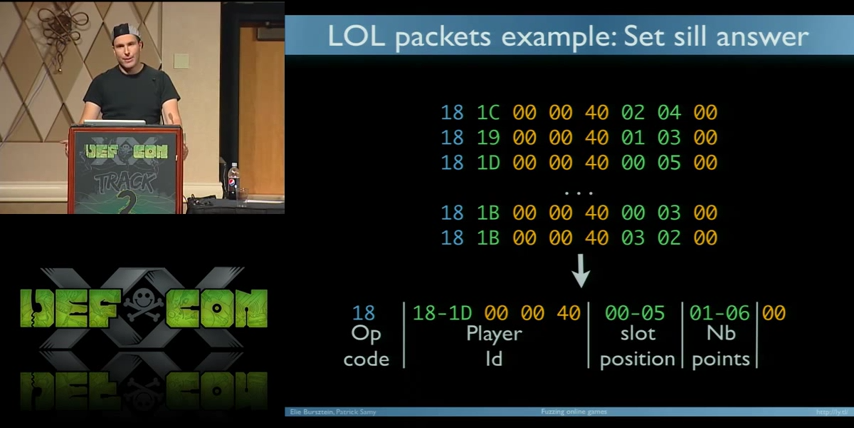 LOL packets example: Set sill answer
18 1C 00 00 40 02 04 00
18 19 00 00 40 01 03 00
18 1D 00 00 40 00 05 00
...
18 1B 00 00 40 00 03 00
18 1B 00 00 40 03 02 00
18 18-1D 00 00 40 00-05 01-06 00
Op Player slot Nb
code Id position points
DEF CON
TRACK
2
XX
DEF CON
Elie Bursztein, Patrick Samy
Fuzzing online games